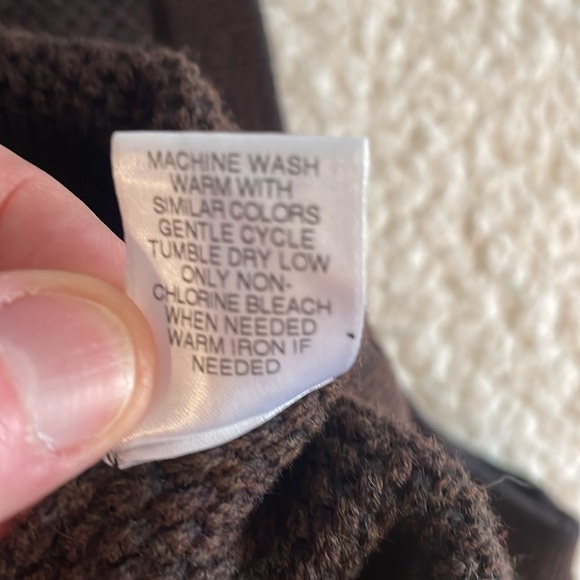 MACHINE WASH
WARM WITH
SIMILAR COLORS
GENTLE CYCLE
TUMBLE DRY LOW
ONLY NON-
CHLORINE BLEACH
WHEN NEEDED
WARM IRON IF
NEEDED